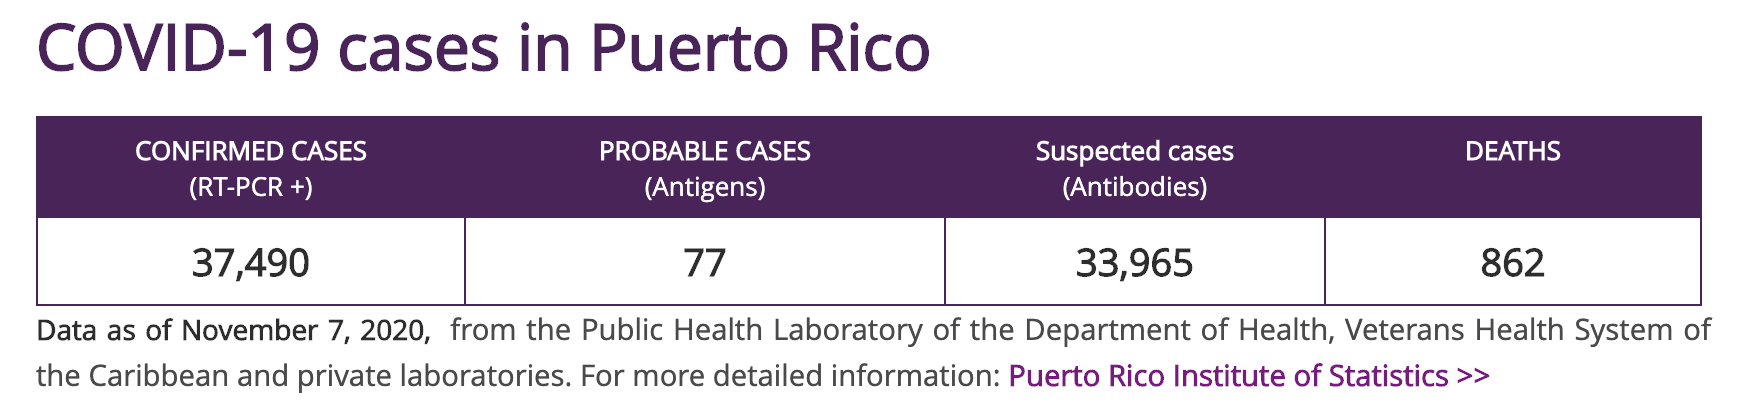 COVID-19 cases in Puerto Rico
CONFIRMED CASES
(RT-PCR +)
PROBABLE CASES
(Antigens)
Suspected cases
(Antibodies)
DEATHS
37,490
77
33,965
862
Data as of November 7, 2020, from the Public Health Laboratory of the Department of Health, Veterans Health System of
the Caribbean and private laboratories. For more detailed information: Puerto Rico Institute of Statistics >>